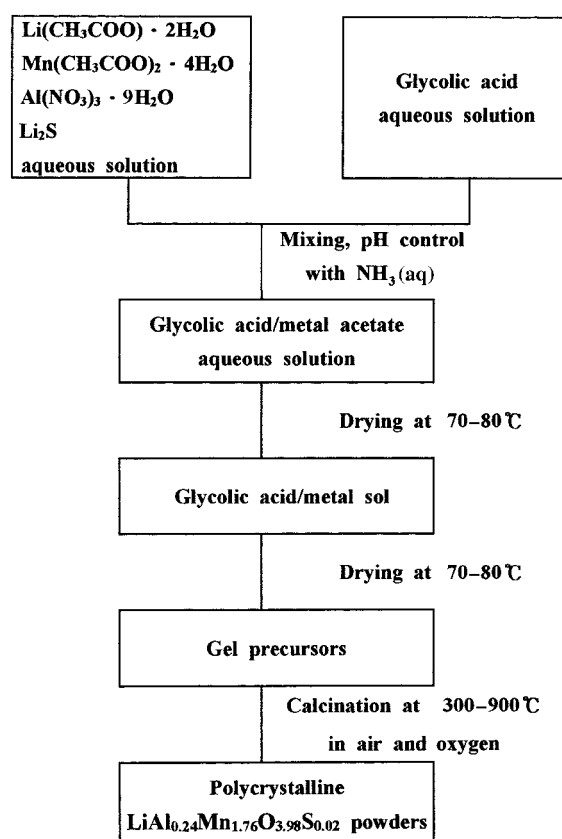 Li(CH₃COO) · 2H₂O
Mn(CH₃COO)₂ · 4H₂O
Al(NO₃)₃ · 9H₂O
Li₂S
aqueous solution
Glycolic acid
aqueous solution
Mixing, pH control
with NH₃(aq)
Glycolic acid/metal acetate
aqueous solution
Drying at 70–80℃
Glycolic acid/metal sol
Drying at 70–80℃
Gel precursors
Calcination at 300–900℃
in air and oxygen
Polycrystalline
LiAl₀.₂₄Mn₁.₇₆O₃.₉₈S₀.₀₂ powders